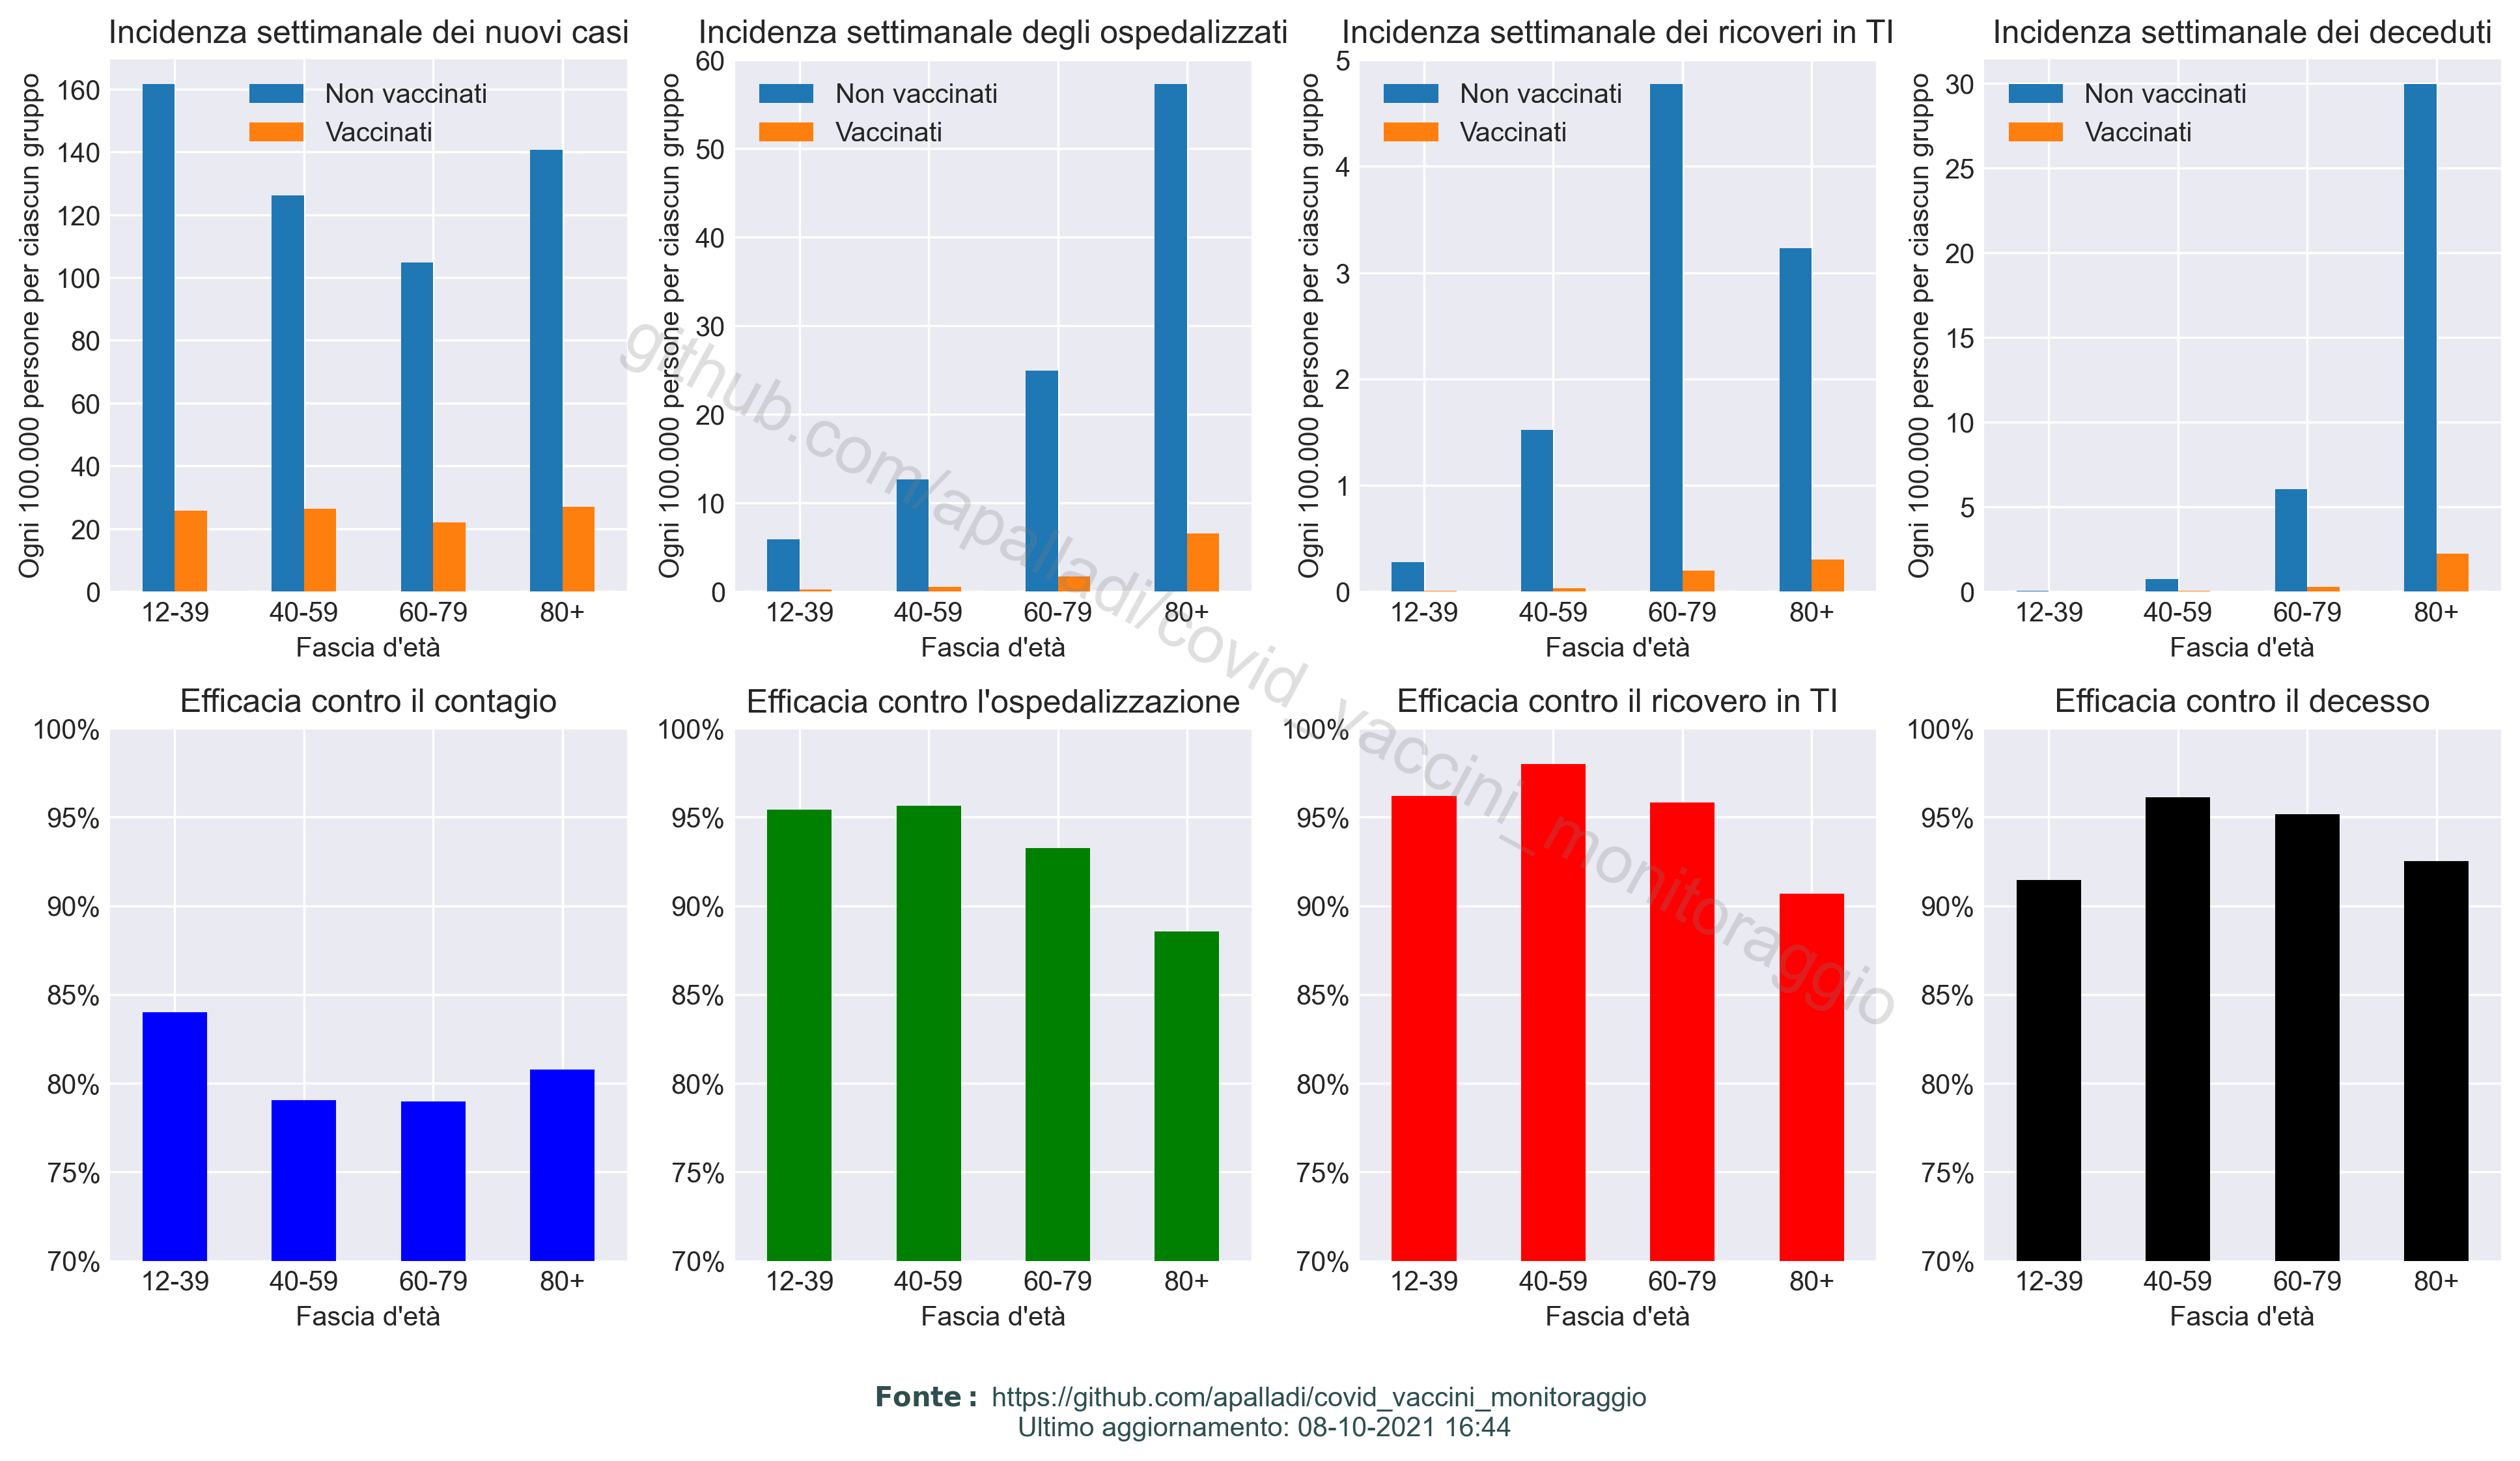 Incidenza settimanale dei nuovi casi
Ogni 100.000 persone per ciascun gruppo
160
140
120
100
80
60
40
20
0
Non vaccinati
Vaccinati
12-39 40-59 60-79 80+
Fascia d'età
Incidenza settimanale degli ospedalizzati
Ogni 100.000 persone per ciascun gruppo
60
50
40
30
20
10
0
Non vaccinati
Vaccinati
12-39 40-59 60-79 80+
Fascia d'età
Incidenza settimanale dei ricoveri in TI
Ogni 100.000 persone per ciascun gruppo
5
4
3
2
1
0
Non vaccinati
Vaccinati
12-39 40-59 60-79 80+
Fascia d'età
Incidenza settimanale dei deceduti
Ogni 100.000 persone per ciascun gruppo
30
25
20
15
10
5
0
Non vaccinati
Vaccinati
12-39 40-59 60-79 80+
Fascia d'età
Efficacia contro il contagio
100%
95%
90%
85%
80%
75%
70%
12-39 40-59 60-79 80+
Fascia d'età
Efficacia contro l'ospedalizzazione
100%
95%
90%
85%
80%
75%
70%
12-39 40-59 60-79 80+
Fascia d'età
Efficacia contro il ricovero in TI
100%
95%
90%
85%
80%
75%
70%
12-39 40-59 60-79 80+
Fascia d'età
Efficacia contro il decesso
100%
95%
90%
85%
80%
75%
70%
12-39 40-59 60-79 80+
Fascia d'età
github.com/apalladi/covid_vaccini_monitoraggio
Fonte: https://github.com/apalladi/covid_vaccini_monitoraggio
Ultimo aggiornamento: 08-10-2021 16:44